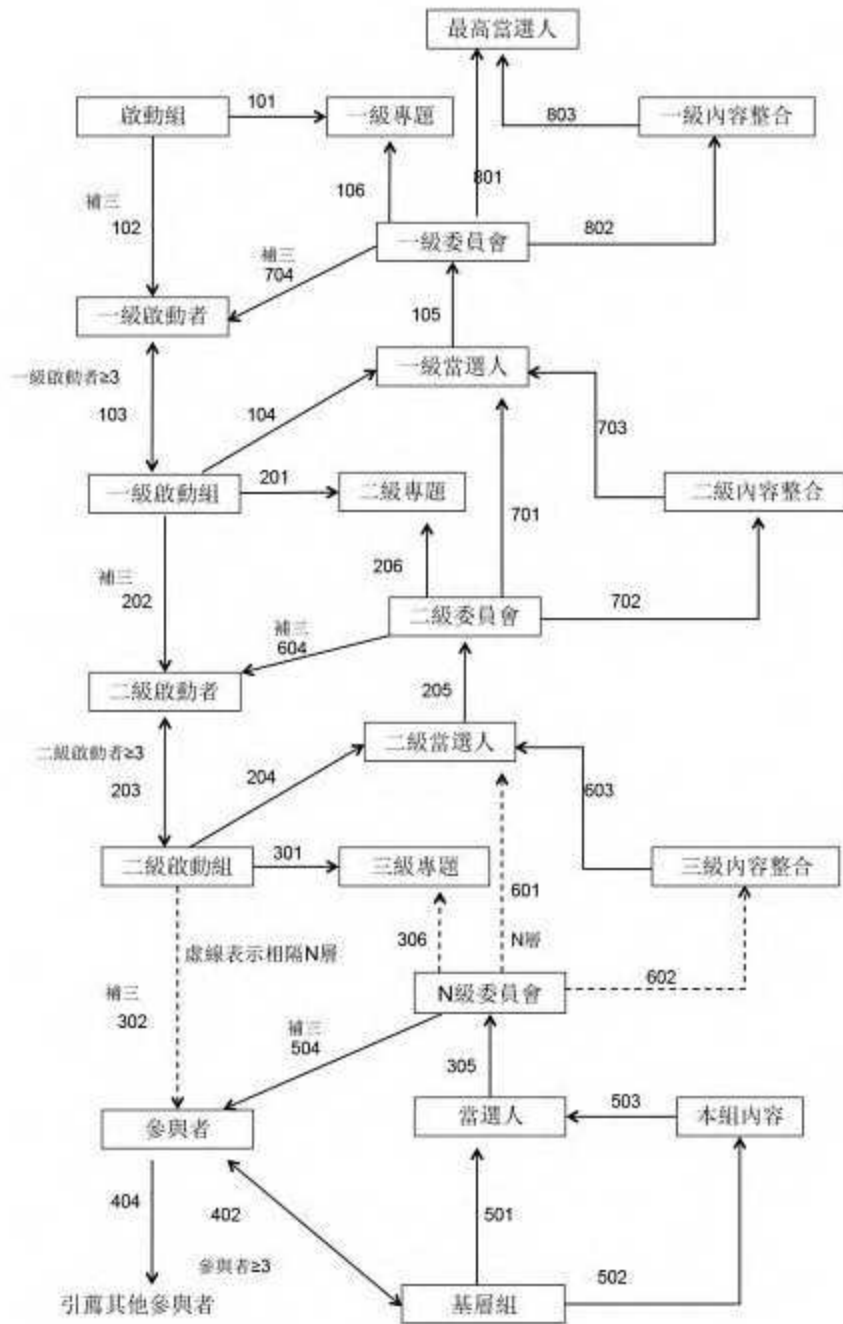 最高當選人
101
啟動組
一級專題
803
一級內容整合
106
801
補三
102
802
一級委員會
補三
704
一級啟動者
105
一級當選人
一級啟動者≥3
103
104
703
201
一級啟動組
二級專題
701
二級內容整合
206
補三
202
702
二級委員會
補三
604
二級啟動者
205
二級當選人
二級啟動者≥3
203
204
603
301
二級啟動組
三級專題
601
三級內容整合
306
N層
虛線表示相隔N層
602
N級委員會
補三
302
補三
504
305
503
參與者
當選人
本組內容
404
402
501
參與者≥3
502
引薦其他參與者
基層組